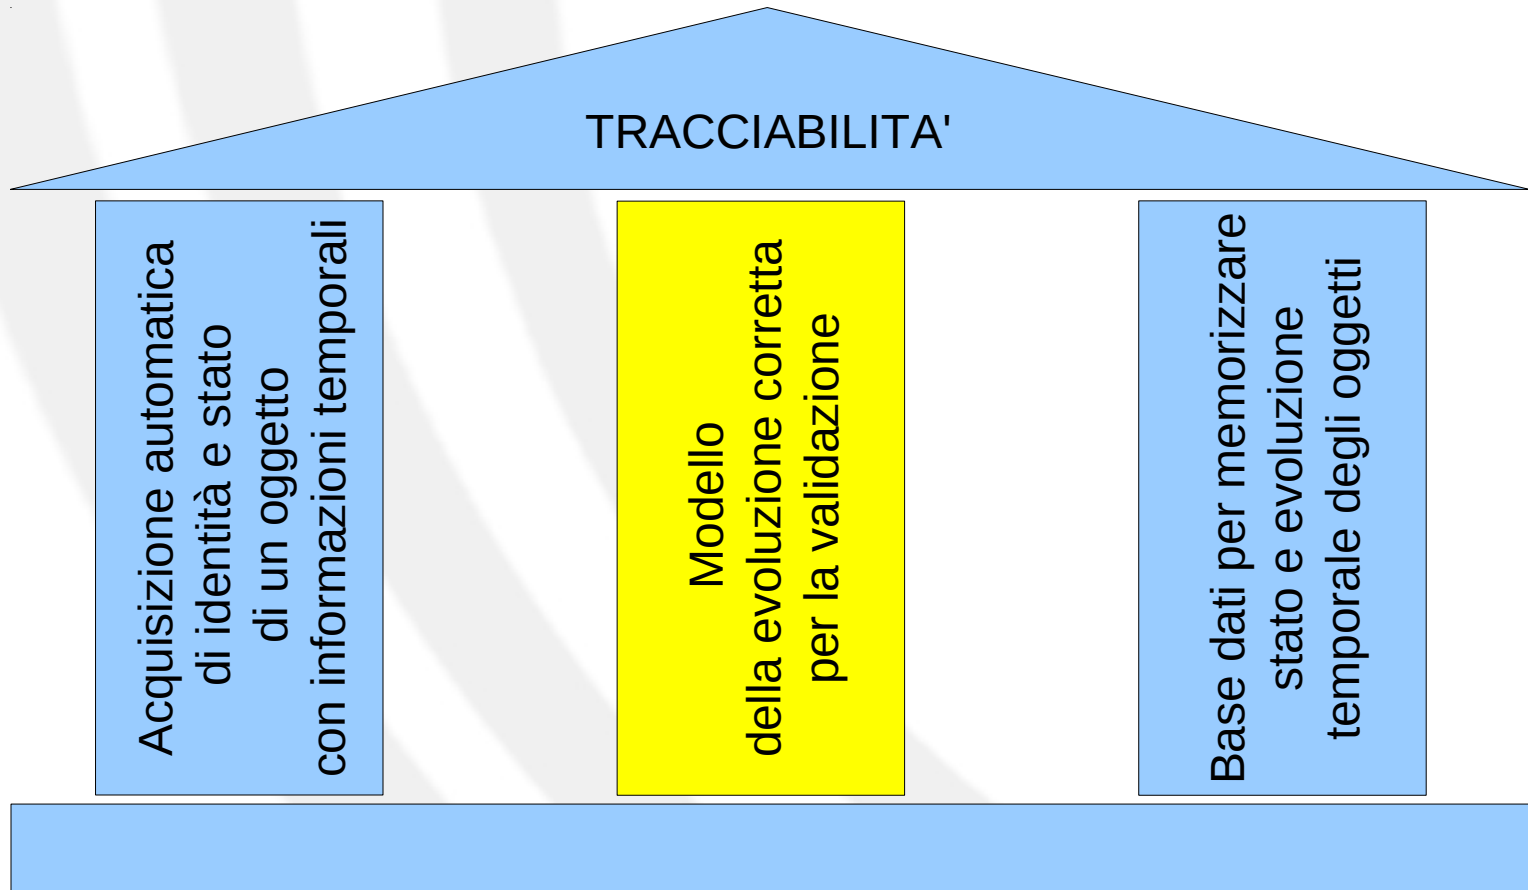 TRACCIABILITA'
Acquisizione automatica
di identità e stato
di un oggetto
con informazioni temporali
Modello
della evoluzione corretta
per la validazione
Base dati per memorizzare
stato e evoluzione
temporale degli oggetti